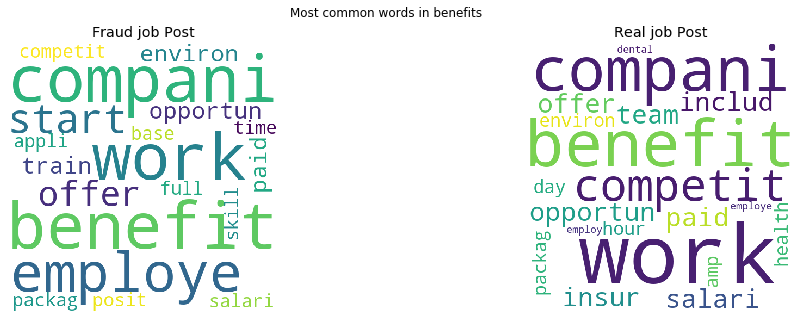 Most common words in benefits
Fraud job Post
competit
environ
compani
start
opportun
appli
base
time
train
work
paid
offer
full
skill
benefit
employe
packag
posit
salari
Real job Post
dental
compani
offer
includ
environ
team
benefit
day
competit
opportun
paid
employe
employ
hour
health
packag
work
amp
insur
salari